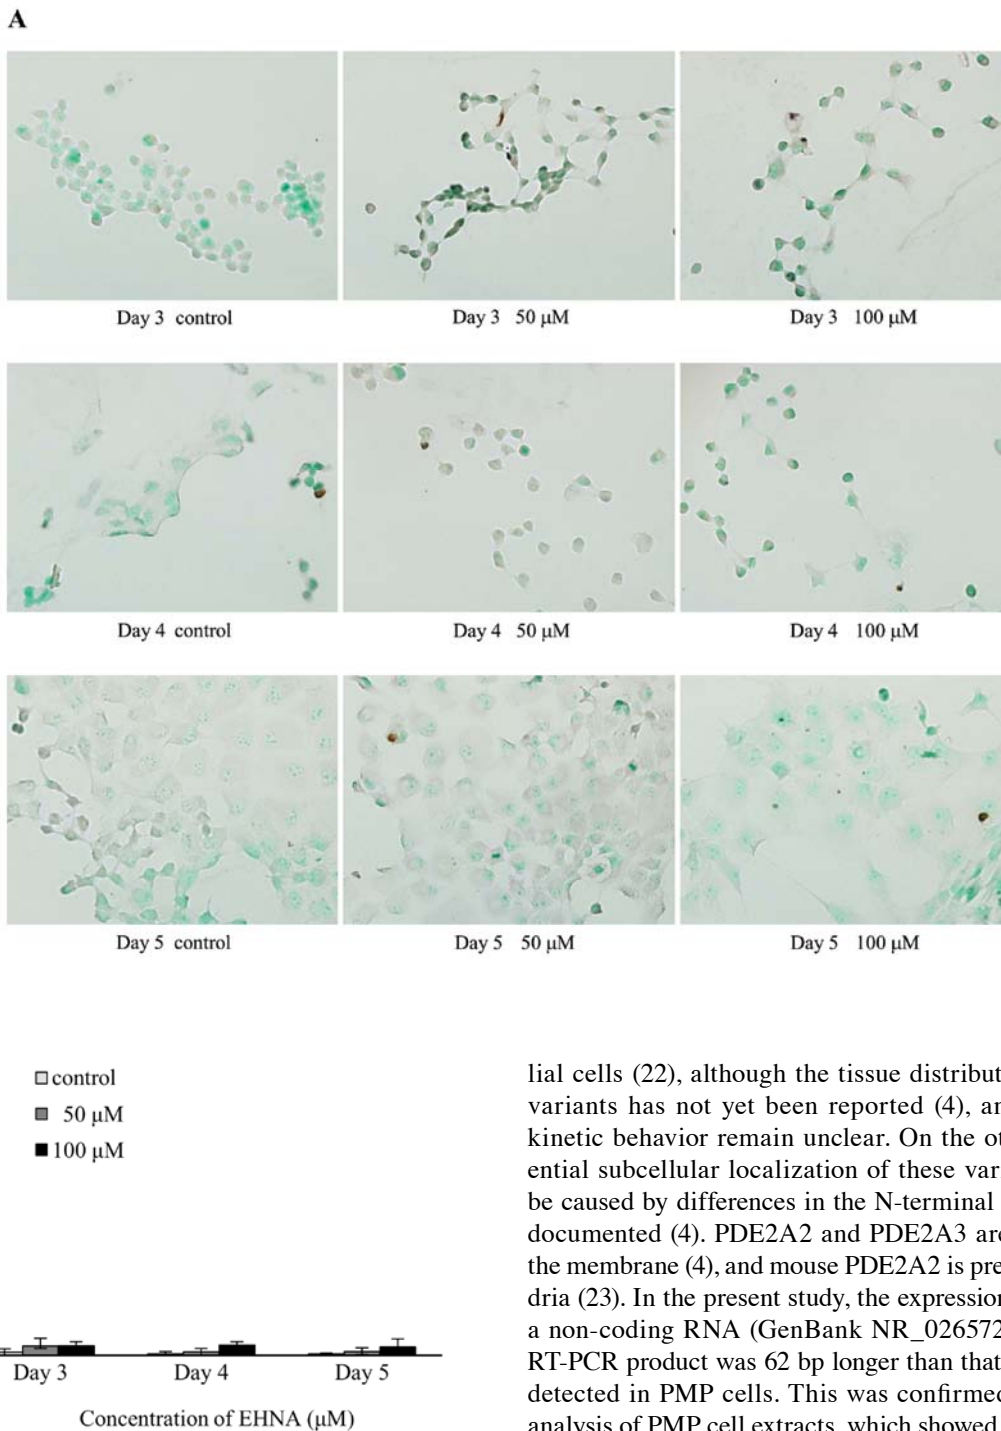 A
Day 3 control
Day 3 50 μM
Day 3 100 μM
Day 4 control
Day 4 50 μM
Day 4 100 μM
Day 5 control
Day 5 50 μM
Day 5 100 μM
control
50 μM
100 μM
Day 3
Day 4
Day 5
Concentration of EHNA (μM)
lial cells (22), although the tissue distribut
variants has not yet been reported (4), an
kinetic behavior remain unclear. On the ot
ential subcellular localization of these vari
be caused by differences in the N-terminal
documented (4). PDE2A2 and PDE2A3 are
the membrane (4), and mouse PDE2A2 is pre
dria (23). In the present study, the expression
a non-coding RNA (GenBank NR_026572
RT-PCR product was 62 bp longer than that
detected in PMP cells. This was confirmed
analysis of PMP cell extracts, which showed